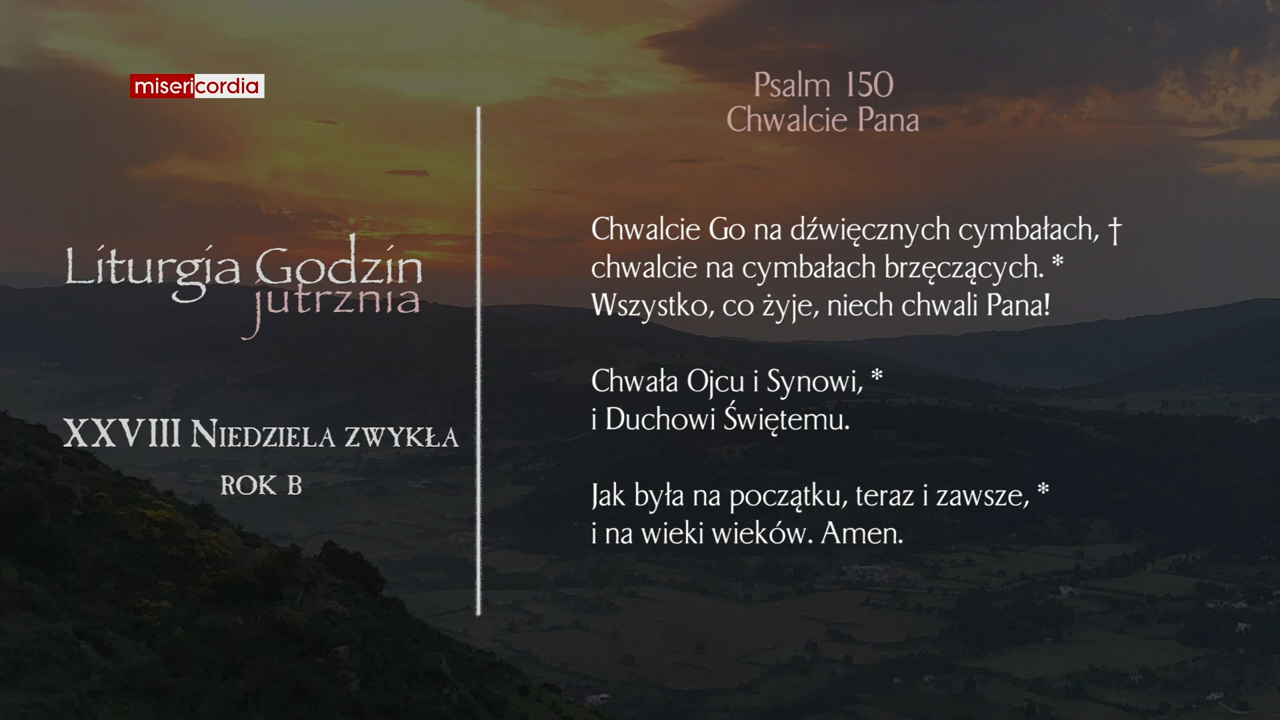 misericordia
Liturgia Godzin
jutrznia
XXVIII Niedziela zwykła
rok B
Psalm 150
Chwalcie Pana
Chwalcie Go na dźwięcznych cymbałach, †
chwalcie na cymbałach brzęczących. *
Wszystko, co żyje, niech chwali Pana!
Chwała Ojcu i Synowi, *
i Duchowi Świętemu.
Jak była na początku, teraz i zawsze, *
i na wieki wieków. Amen.